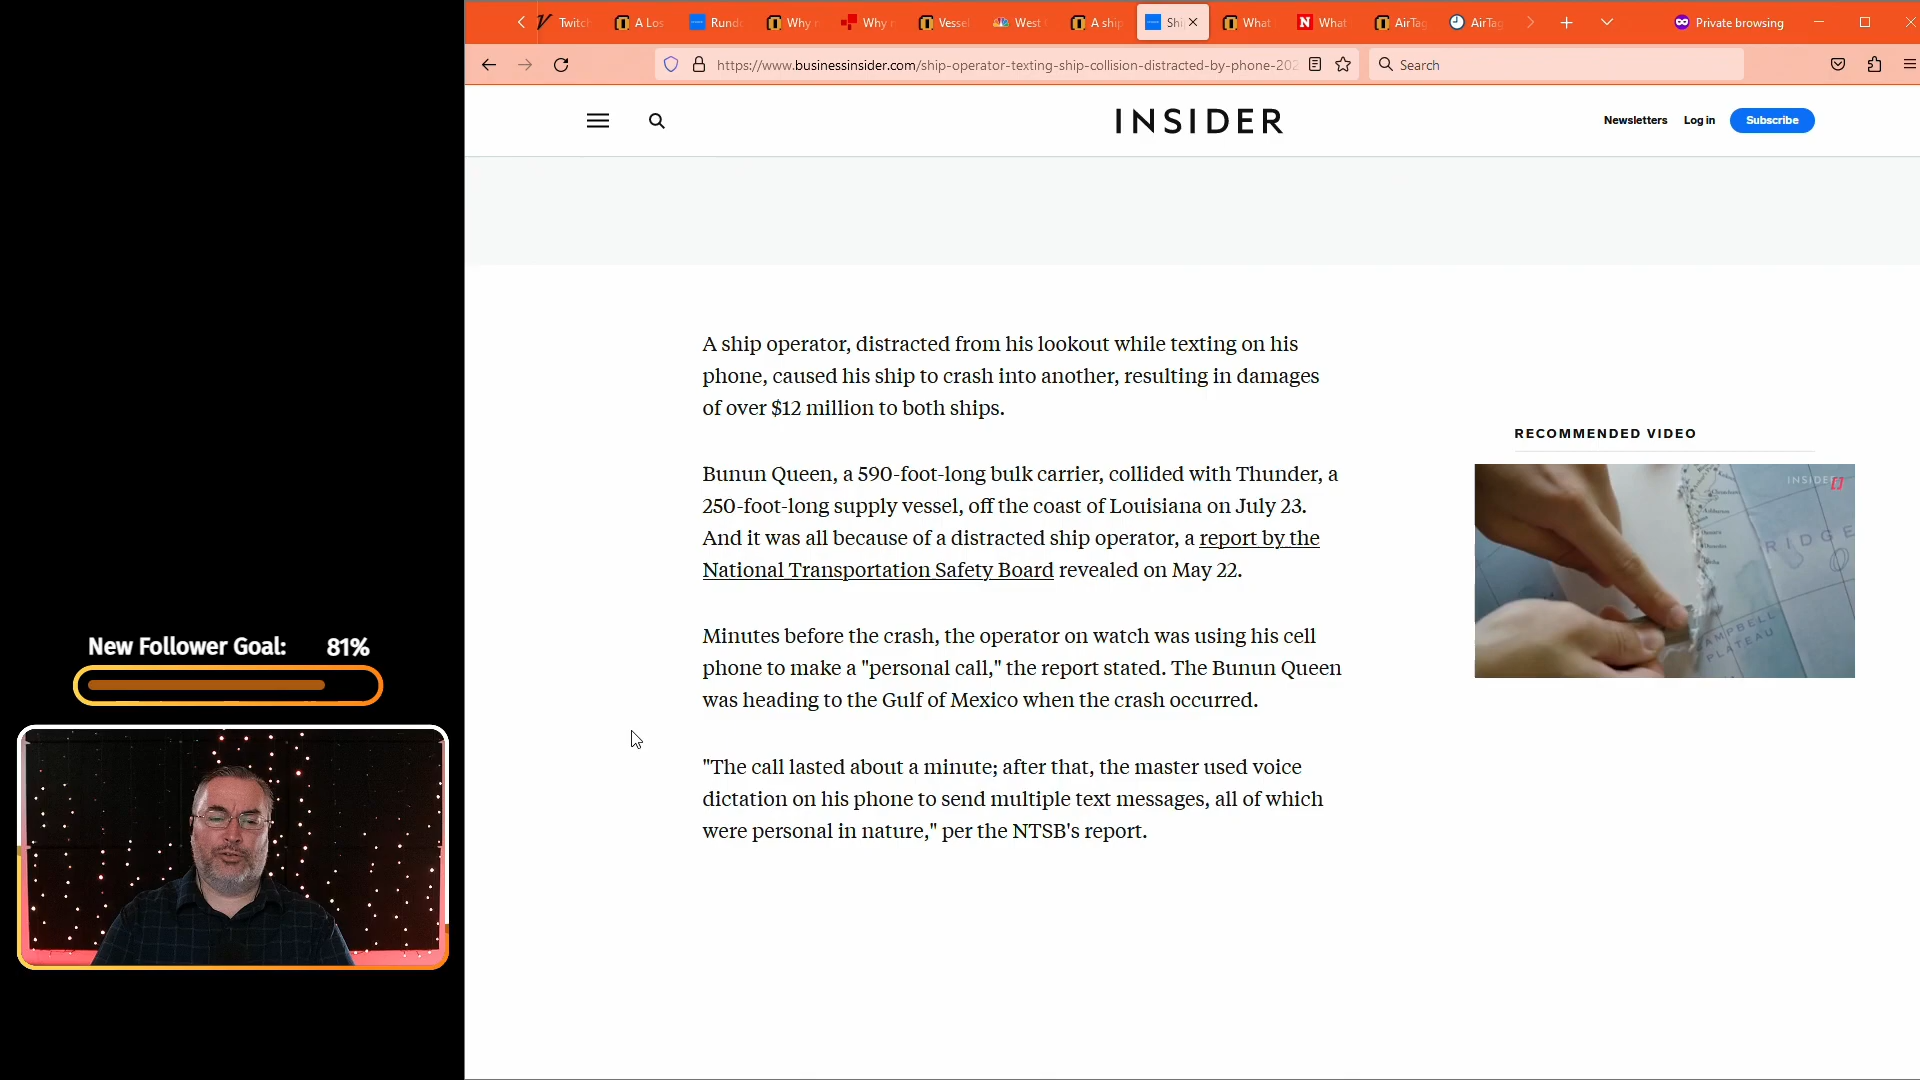 Twitch
A Los
Rund
Why
Why
Vessel
West
A ship
Shi
What
N
What
AirTag
AirTag
Private browsing
https://www.businessinsider.com/ship-operator-texting-ship-collision-distracted-by-phone-202
Search
INSIDER
Newsletters
Log in
Subscribe
A ship operator, distracted from his lookout while texting on his
phone, caused his ship to crash into another, resulting in damages
of over $12 million to both ships.
Bunun Queen, a 590-foot-long bulk carrier, collided with Thunder, a
250-foot-long supply vessel, off the coast of Louisiana on July 23.
And it was all because of a distracted ship operator, a report by the
National Transportation Safety Board revealed on May 22.
Minutes before the crash, the operator on watch was using his cell
phone to make a "personal call," the report stated. The Bunun Queen
was heading to the Gulf of Mexico when the crash occurred.
"The call lasted about a minute; after that, the master used voice
dictation on his phone to send multiple text messages, all of which
were personal in nature," per the NTSB's report.
RECOMMENDED VIDEO
INSIDER
RIDGE
CAMPBELL
PLATEAU
New Follower Goal: 81%